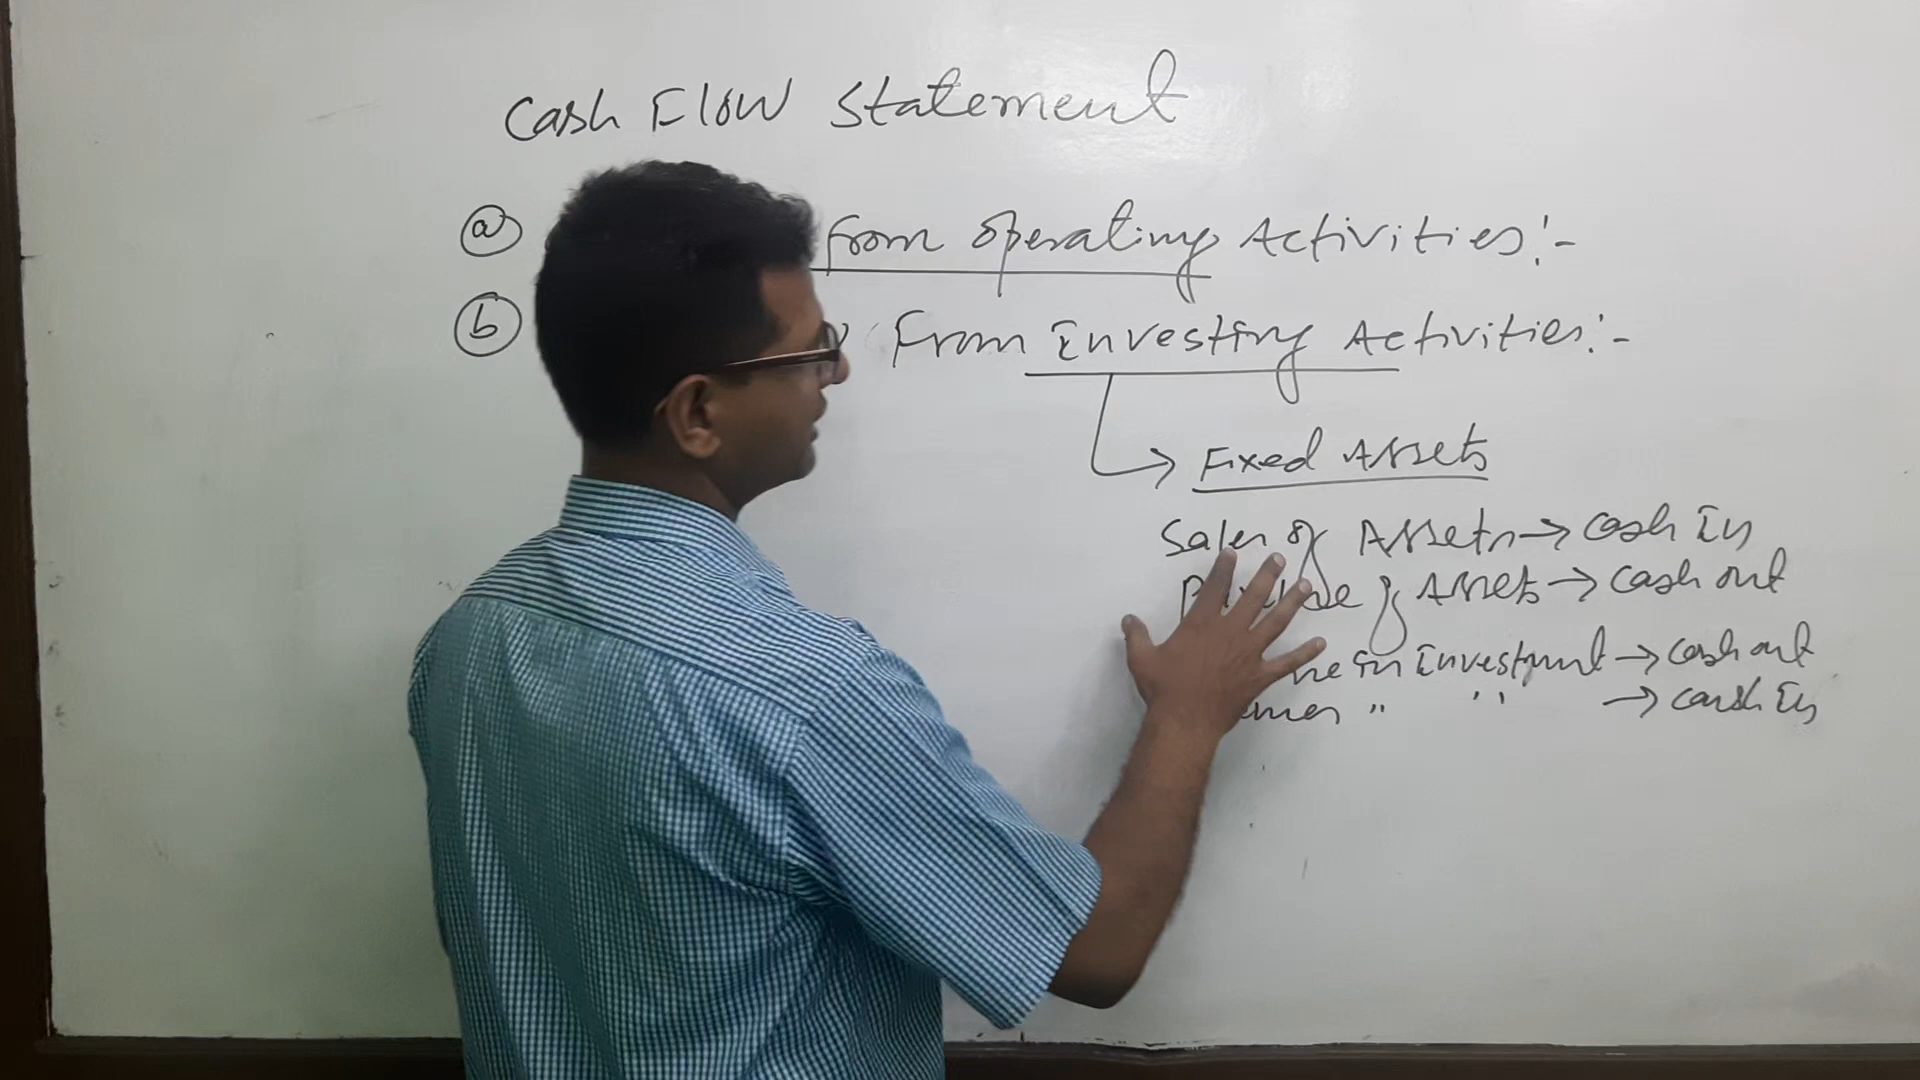 Cash Flow Statement
a From Operating Activities:-
b From Investing Activities:-
→ Fixed Assets
Sales of Assets → Cash In
of Assets → Cash out
in Investment → Cash out
" " → Cash In